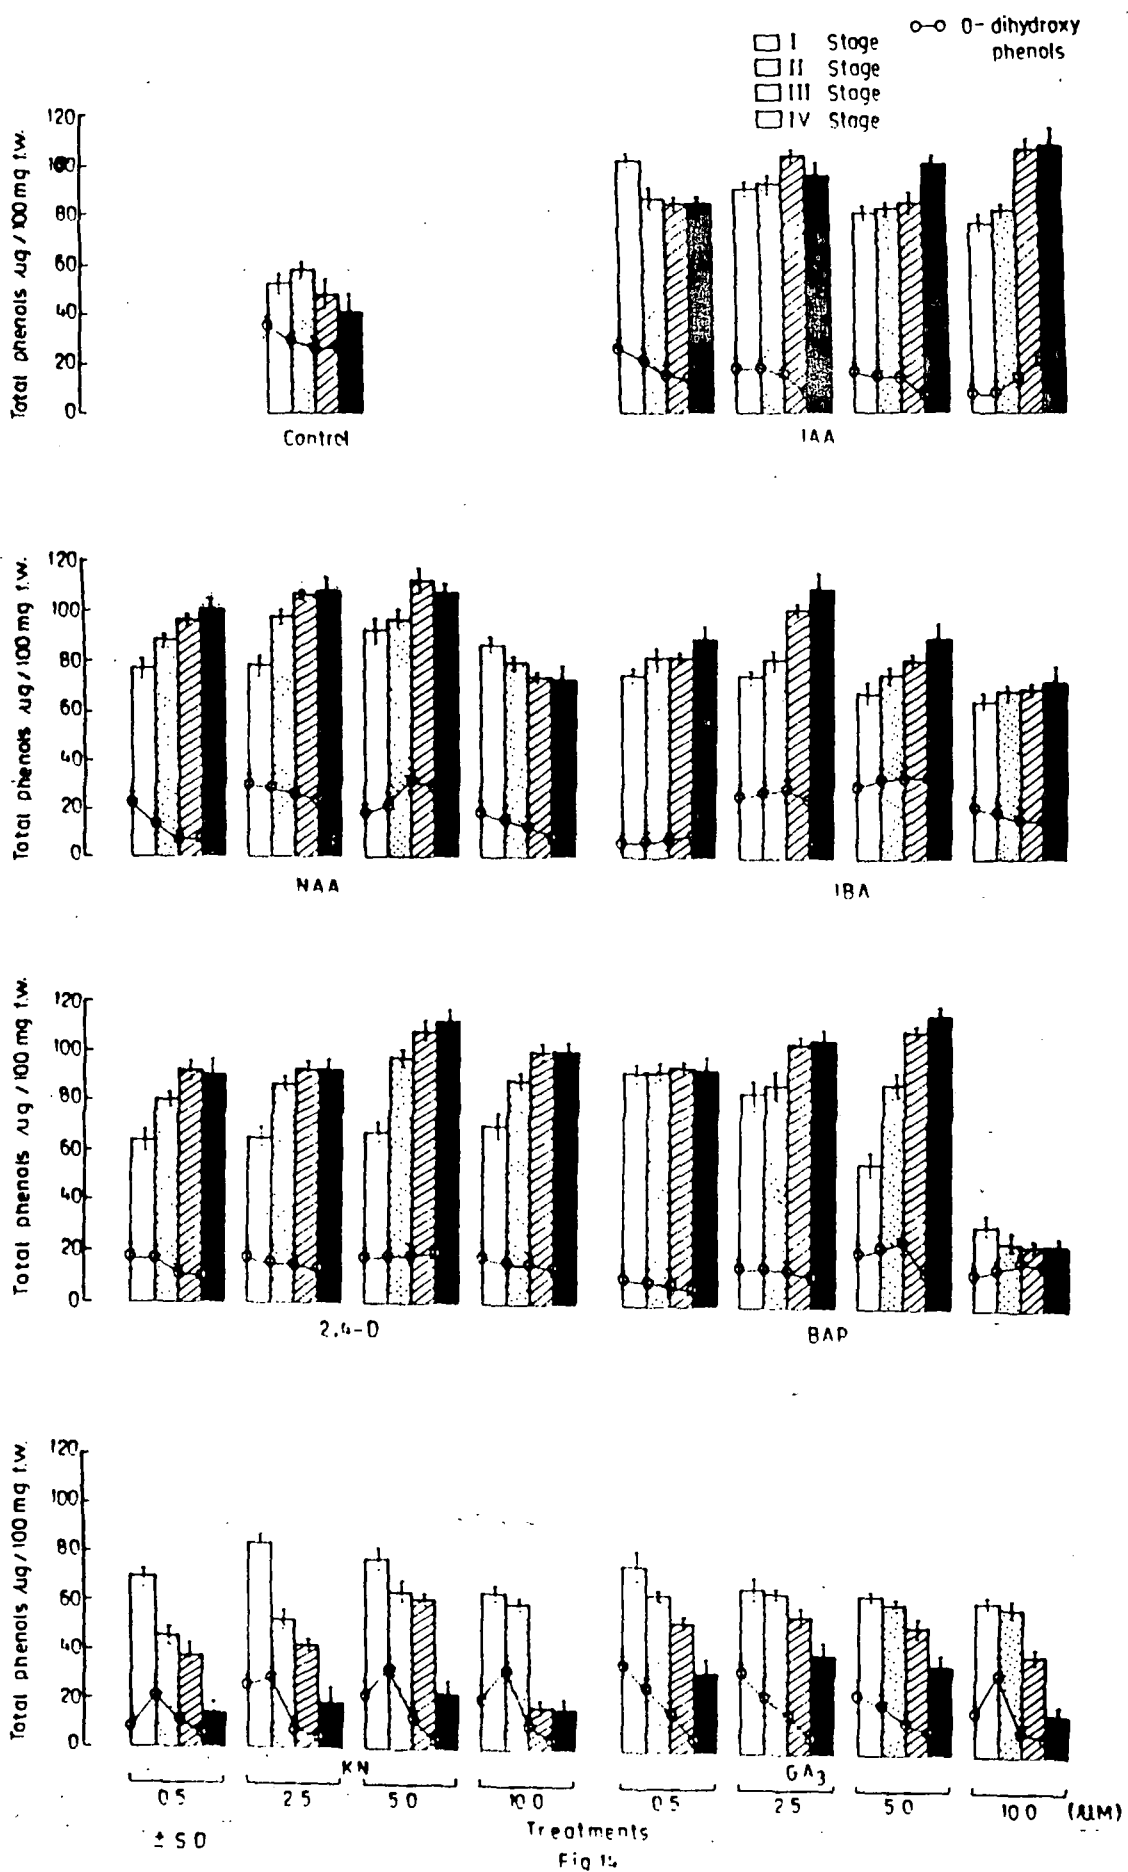 O-O O- dihydroxy
phenols
I Stage
II Stage
III Stage
IV Stage
Total phenols µg / 100 mg f.w.
120
100
80
60
40
20
0
Control
IAA
Total phenols µg / 100 mg f.w.
120
100
80
60
40
20
0
NAA
IBA
Total phenols µg / 100 mg f.w.
120
100
80
60
40
20
0
2,4-D
BAP
Total phenols µg / 100 mg f.w.
120
100
80
60
40
20
0
KN
GA3
0.5 2.5 5.0 10.0 0.5 2.5 5.0 10.0 (µM)
± S D
Treatments
Fig 14